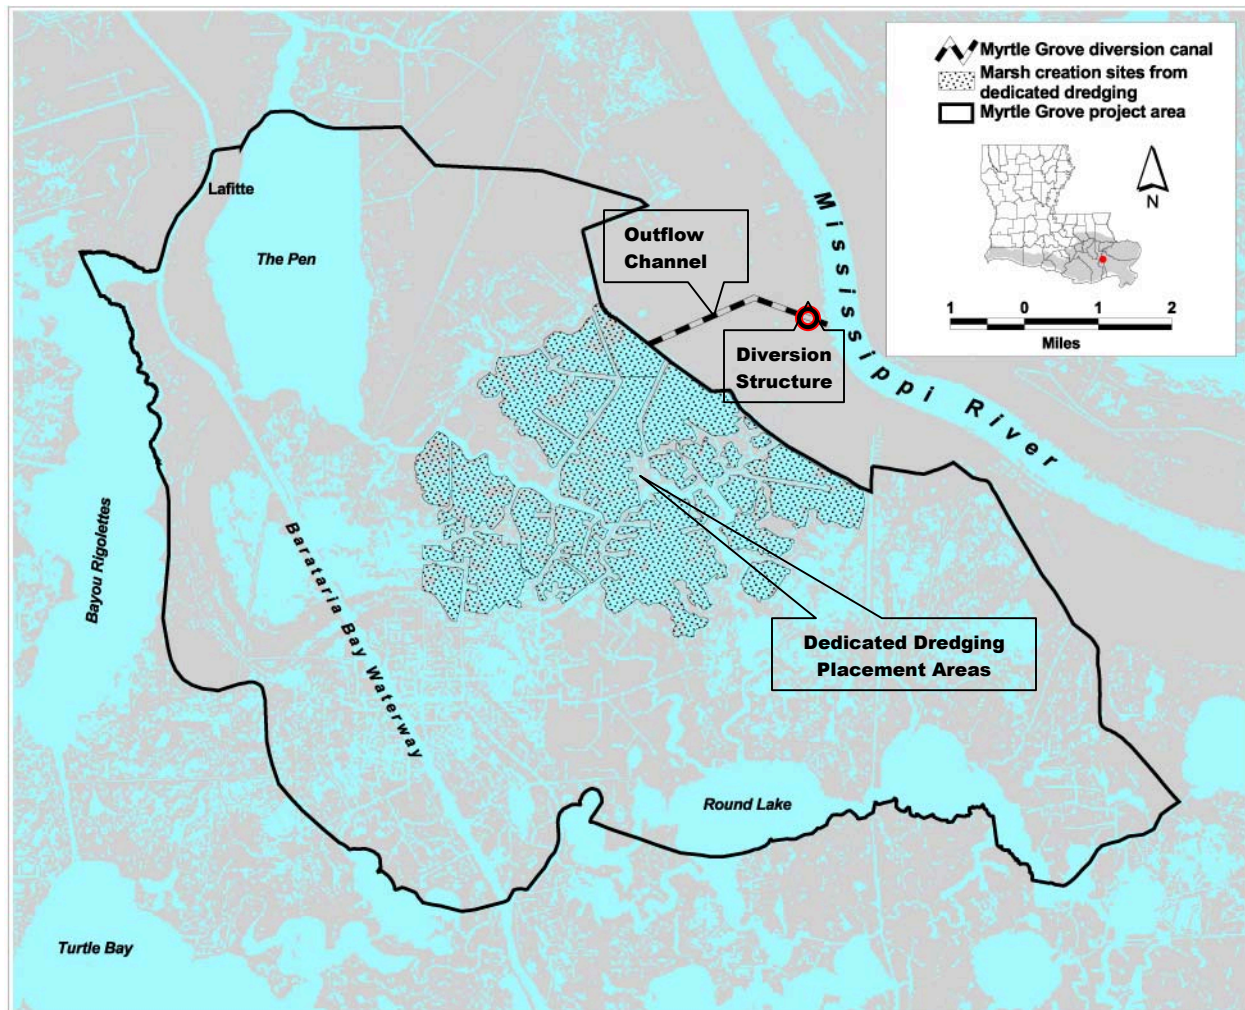 Myrtle Grove diversion canal
Marsh creation sites from
dedicated dredging
Myrtle Grove project area
N
1 0 1 2
Miles
Lafitte
The Pen
Outflow
Channel
Mississippi River
Diversion
Structure
Bayou Rigolettes
Barataria Bay Waterway
Dedicated Dredging
Placement Areas
Round Lake
Turtle Bay